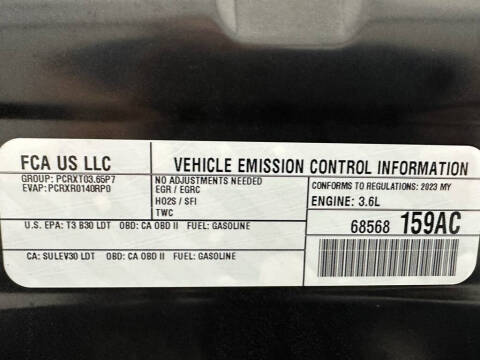 FCA US LLC
VEHICLE EMISSION CONTROL INFORMATION
GROUP: PCRXT03.65P7
EVAP: PCRXR0140RP0
NO ADJUSTMENTS NEEDED
EGR / EGRC
HO2S / SFI
TWC
CONFORMS TO REGULATIONS: 2023 MY
ENGINE: 3.6L
U.S. EPA: T3 B30 LDT OBD: CA OBD II FUEL: GASOLINE
68568 159AC
CA: SULEV30 LDT OBD: CA OBD II FUEL: GASOLINE